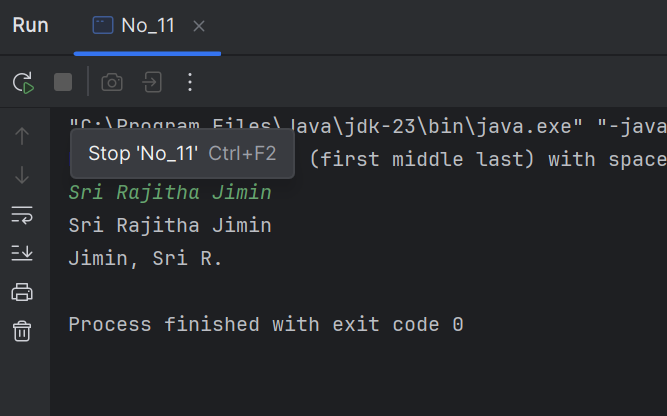 Run No_11
"C:\Program Files\Java\jdk-23\bin\java.exe" "-java
Stop 'No_11' Ctrl+F2
(first middle last) with space
Sri Rajitha Jimin
Sri Rajitha Jimin
Jimin, Sri R.
Process finished with exit code 0